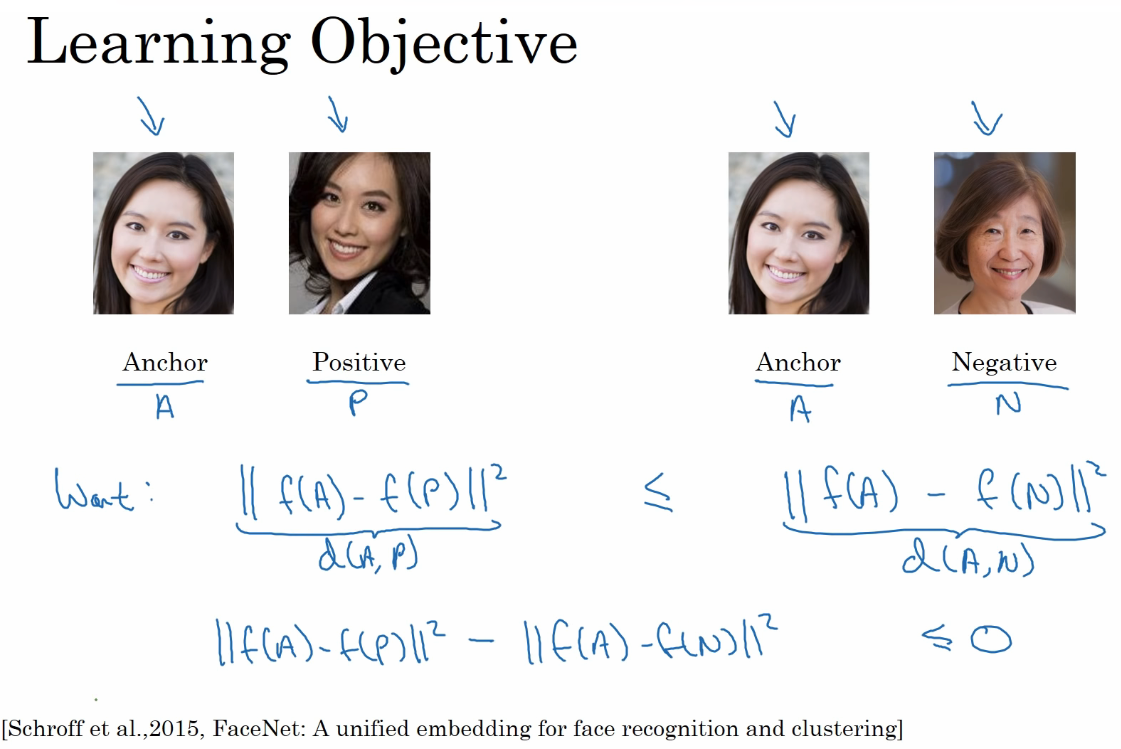 Learning Objective
Anchor Positive Anchor Negative
A P A N
Want: || f(A) - f(P) ||² ≤ || f(A) - f(N) ||²
d(A,P) d(A,N)
||f(A)-f(P)||² - ||f(A)-f(N)||² ≤ 0
[Schroff et al.,2015, FaceNet: A unified embedding for face recognition and clustering]